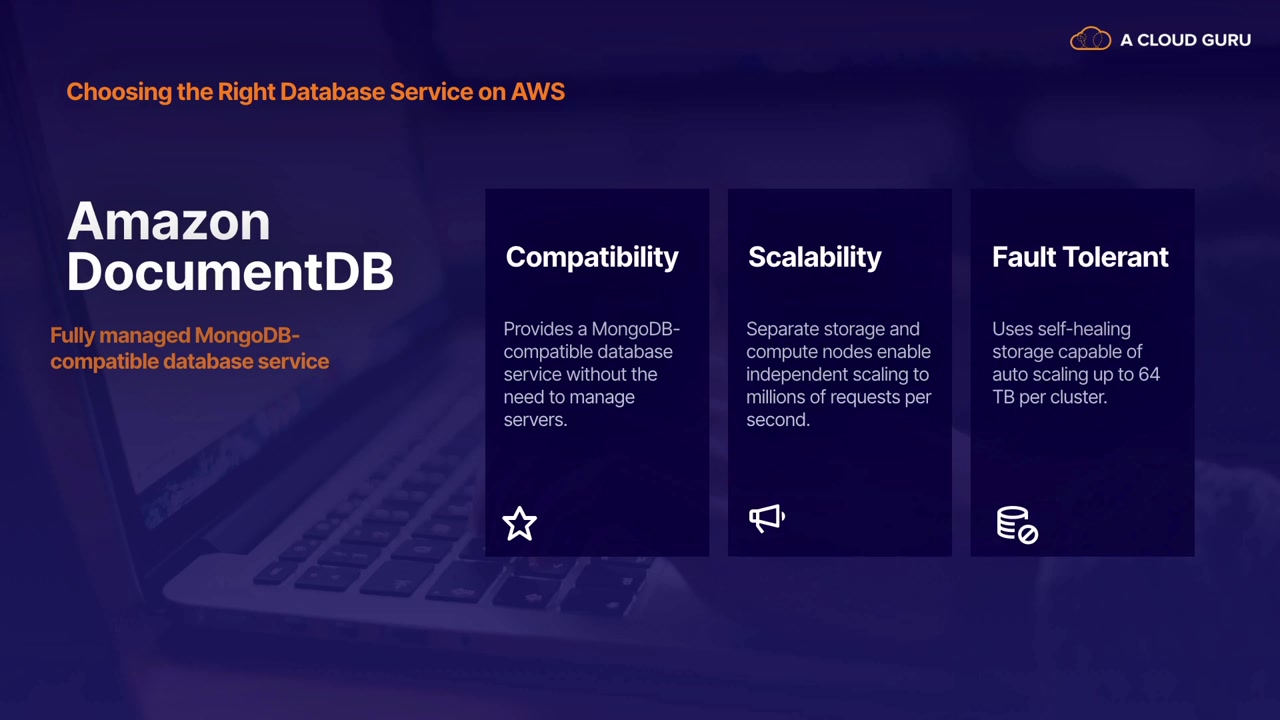 A CLOUD GURU
Choosing the Right Database Service on AWS
Amazon
DocumentDB
Fully managed MongoDB-
compatible database service
Compatibility
Provides a MongoDB-
compatible database
service without the
need to manage
servers.
Scalability
Separate storage and
compute nodes enable
independent scaling to
millions of requests per
second.
Fault Tolerant
Uses self-healing
storage capable of
auto scaling up to 64
TB per cluster.